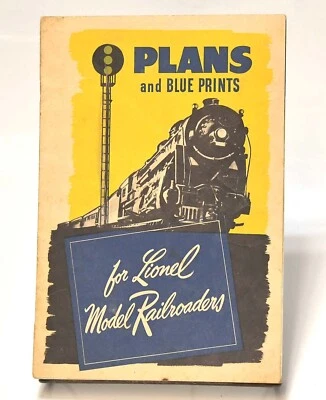 PLANS
and BLUE PRINTS
for Lionel
Model Railroaders